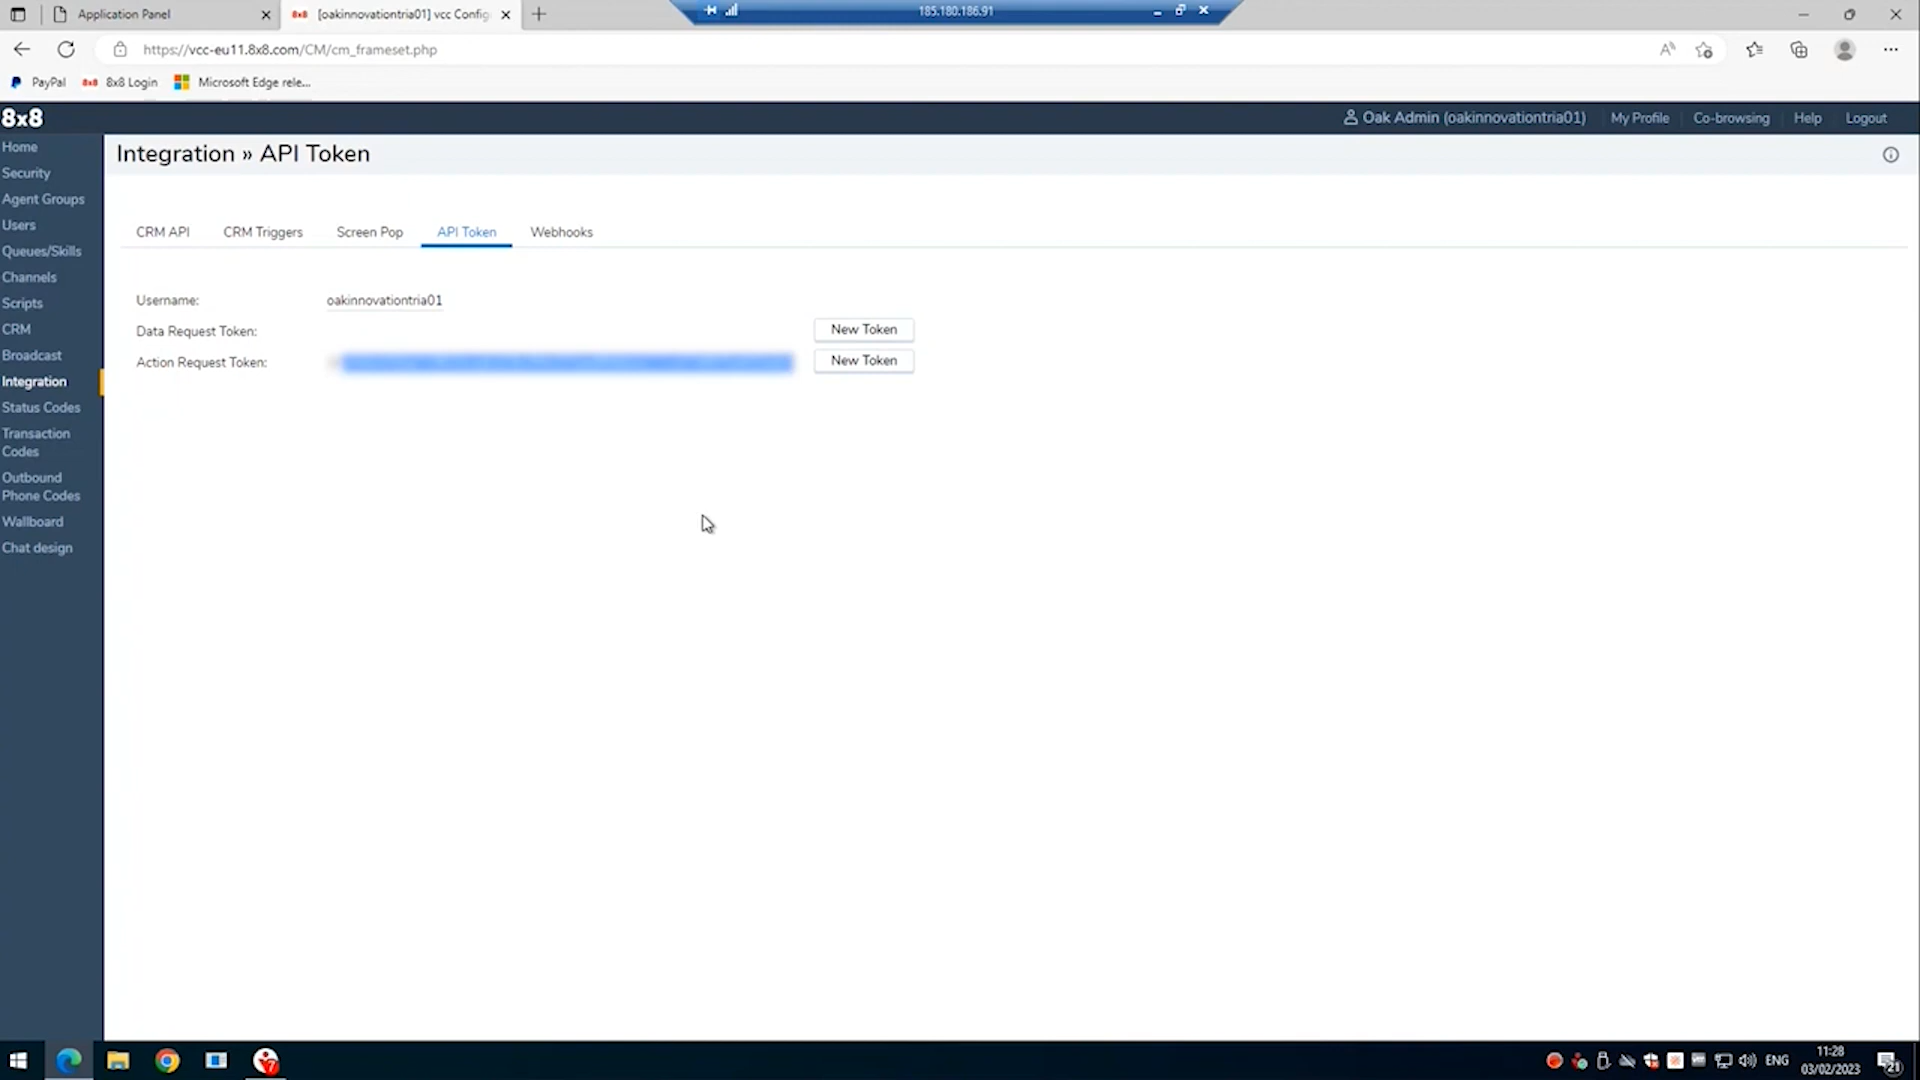 Application Panel
8x8 [oakinnovationtria01] vcc Config
185.180.186.91
https://vcc-eu11.8x8.com/CM/cm_frameset.php
PayPal
8x8 8x8 Login
Microsoft Edge rele...
8x8
Oak Admin (oakinnovationtria01)
My Profile
Co-browsing
Help
Logout
Home
Security
Agent Groups
Users
Queues/Skills
Channels
Scripts
CRM
Broadcast
Integration
Status Codes
Transaction
Codes
Outbound
Phone Codes
Wallboard
Chat design
Integration » API Token
CRM API
CRM Triggers
Screen Pop
API Token
Webhooks
Username: oakinnovationtria01
Data Request Token: New Token
Action Request Token: New Token
ENG
11:28
03/02/2023
21